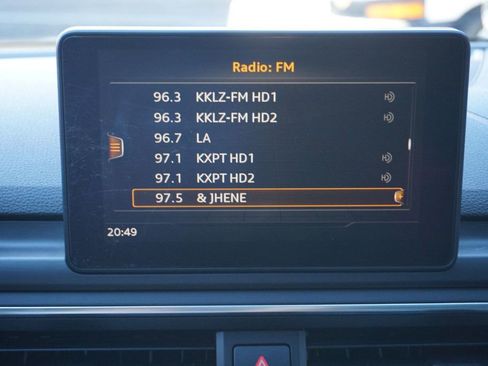 Radio: FM
96.3 KKLZ-FM HD1
96.3 KKLZ-FM HD2
96.7 LA
97.1 KXPT HD1
97.1 KXPT HD2
97.5 & JHENE
20:49